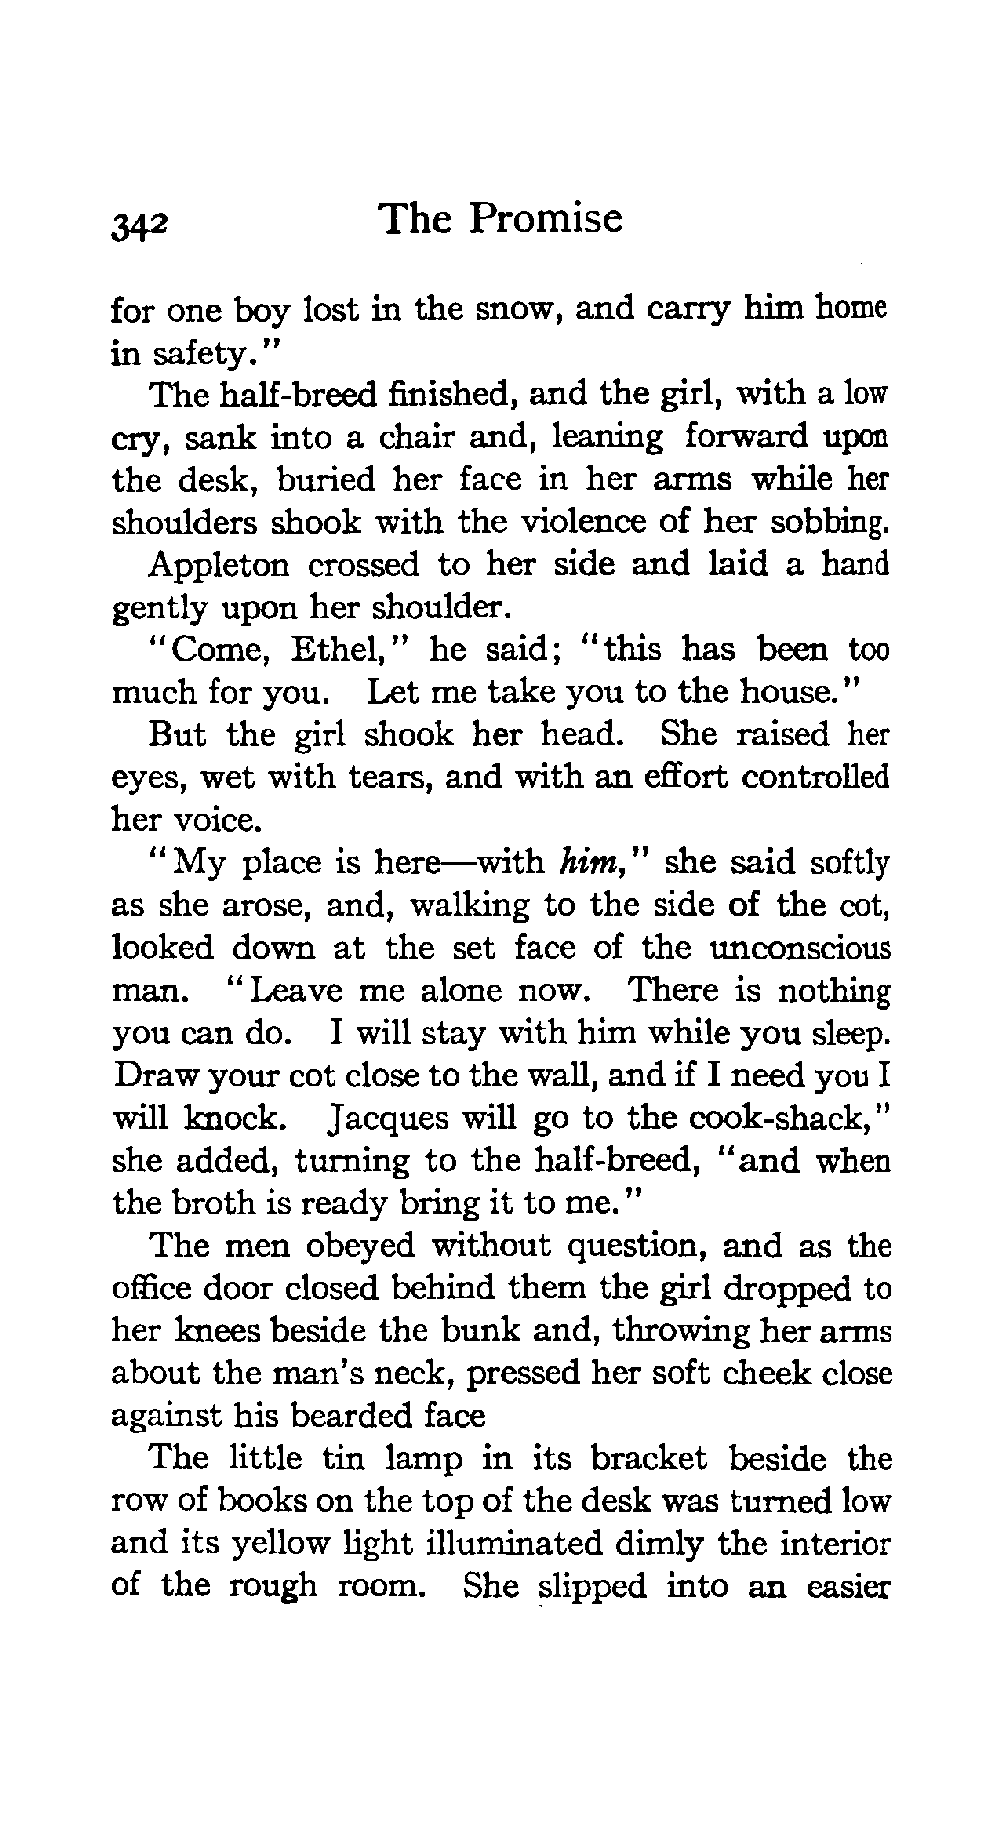 342 The Promise
for one boy lost in the snow, and carry him home
in safety."
The half-breed finished, and the girl, with a low
cry, sank into a chair and, leaning forward upon
the desk, buried her face in her arms while her
shoulders shook with the violence of her sobbing.
Appleton crossed to her side and laid a hand
gently upon her shoulder.
"Come, Ethel," he said; "this has been too
much for you. Let me take you to the house."
But the girl shook her head. She raised her
eyes, wet with tears, and with an effort controlled
her voice.
"My place is here—with him," she said softly
as she arose, and, walking to the side of the cot,
looked down at the set face of the unconscious
man. "Leave me alone now. There is nothing
you can do. I will stay with him while you sleep.
Draw your cot close to the wall, and if I need you I
will knock. Jacques will go to the cook-shack,"
she added, turning to the half-breed, "and when
the broth is ready bring it to me."
The men obeyed without question, and as the
office door closed behind them the girl dropped to
her knees beside the bunk and, throwing her arms
about the man's neck, pressed her soft cheek close
against his bearded face
The little tin lamp in its bracket beside the
row of books on the top of the desk was turned low
and its yellow light illuminated dimly the interior
of the rough room. She slipped into an easier